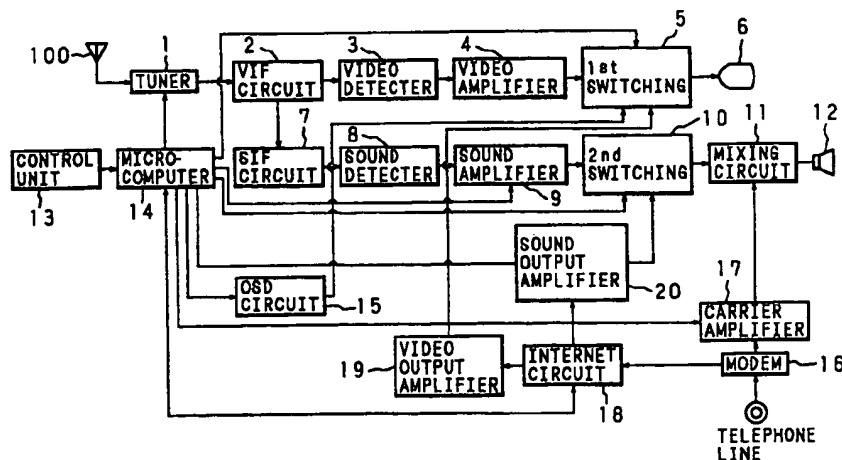 100
1
TUNER
2
VIF
CIRCUIT
3
VIDEO
DETECTER
4
VIDEO
AMPLIFIER
5
1st
SWITCHING
6
CONTROL
UNIT
13
MICRO-
COMPUTER
14
7
SIF
CIRCUIT
8
SOUND
DETECTER
SOUND
AMPLIFIER
9
10
2nd
SWITCHING
11
MIXING
CIRCUIT
12
OSD
CIRCUIT
15
SOUND
OUTPUT
AMPLIFIER
20
17
CARRIER
AMPLIFIER
19
VIDEO
OUTPUT
AMPLIFIER
INTERNET
CIRCUIT
18
MODEM
16
TELEPHONE
LINE